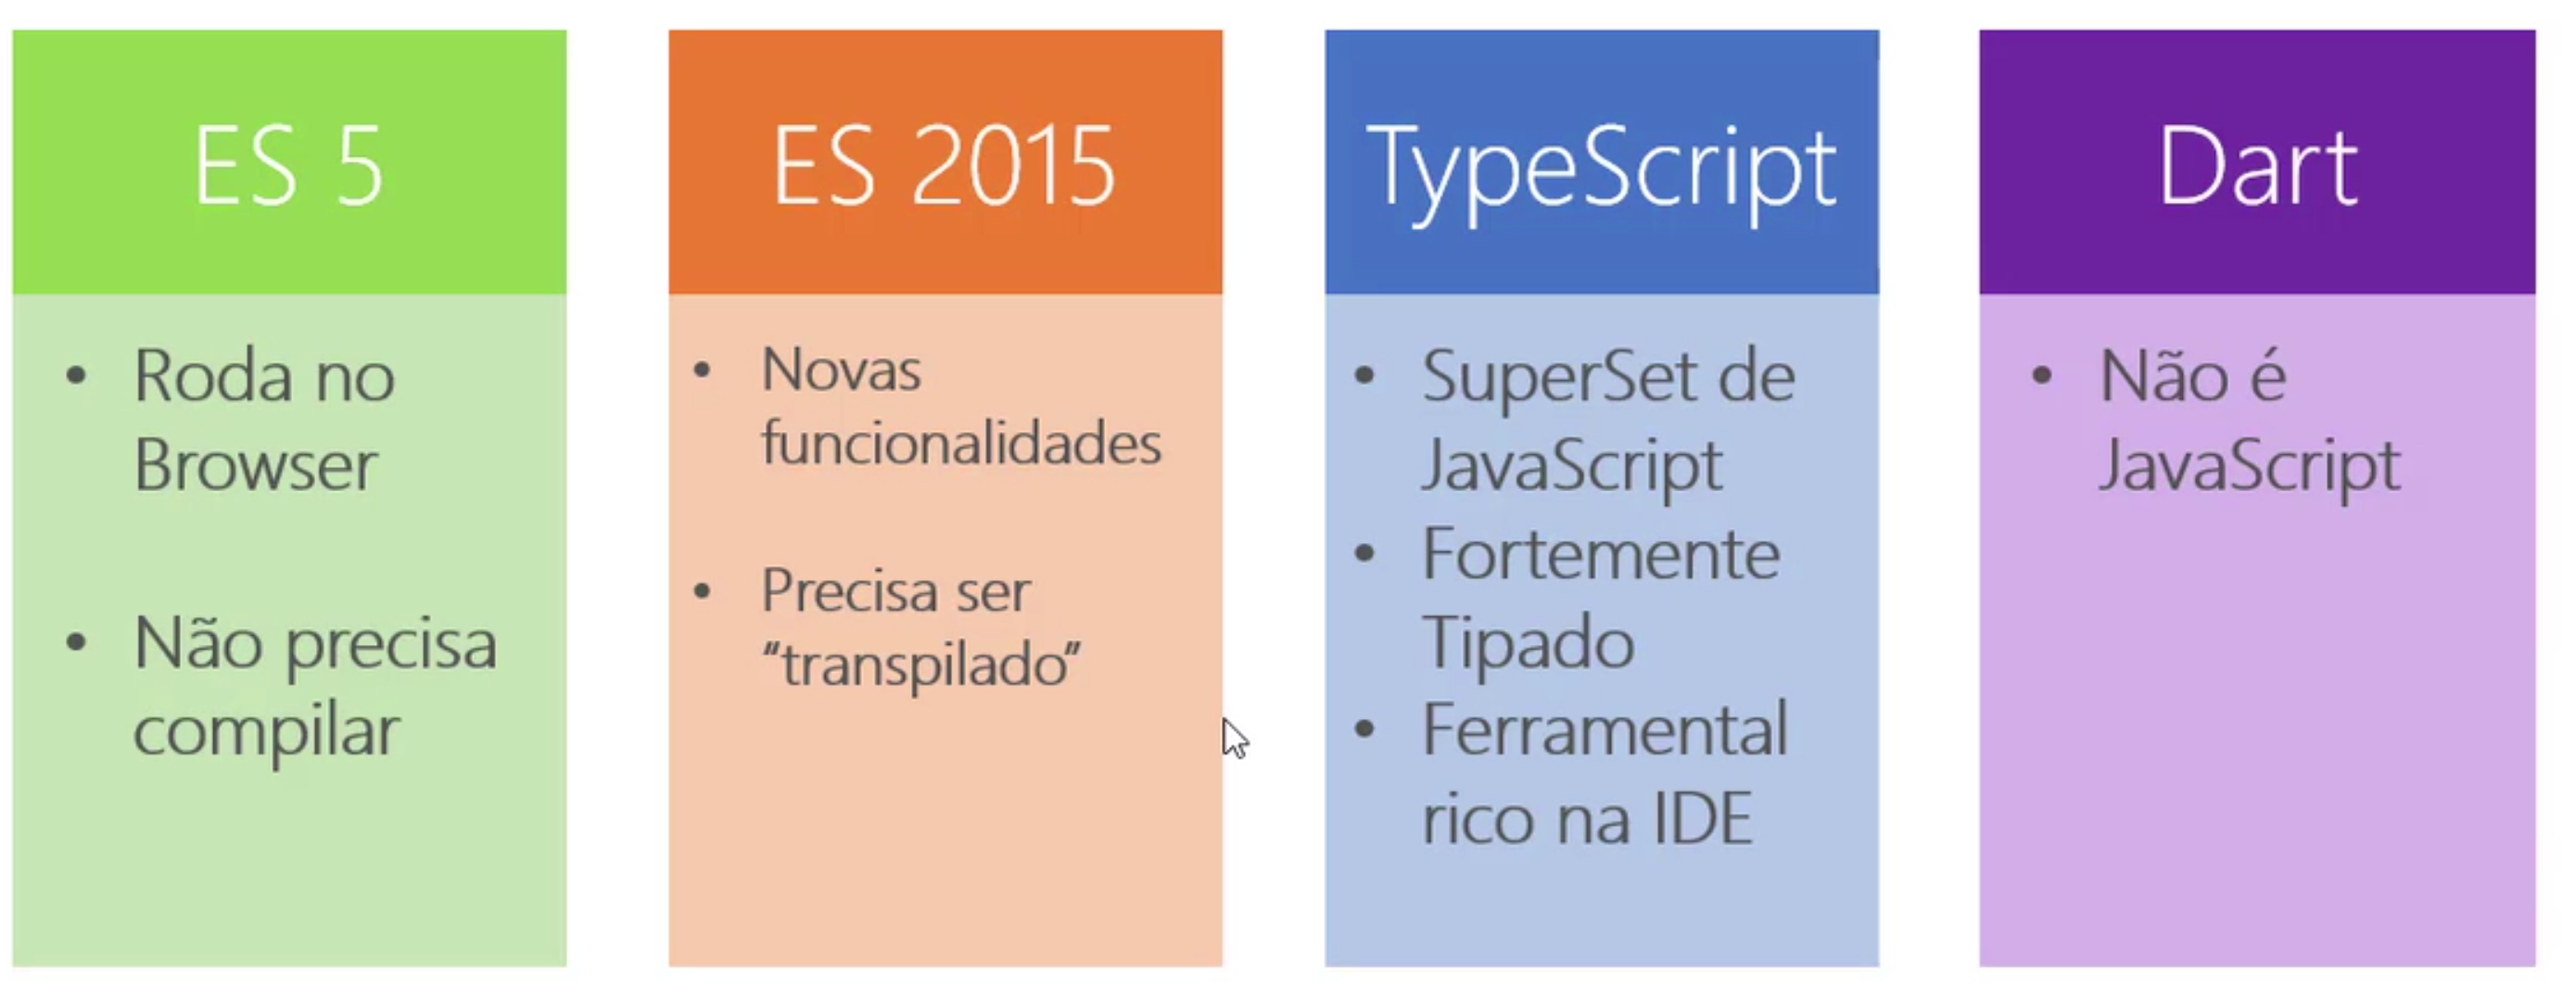 ES 5
• Roda no
Browser
• Não precisa
compilar
ES 2015
• Novas
funcionalidades
• Precisa ser
“transpilado”
TypeScript
• SuperSet de
JavaScript
• Fortemente
Tipado
• Ferramental
rico na IDE
Dart
• Não é
JavaScript